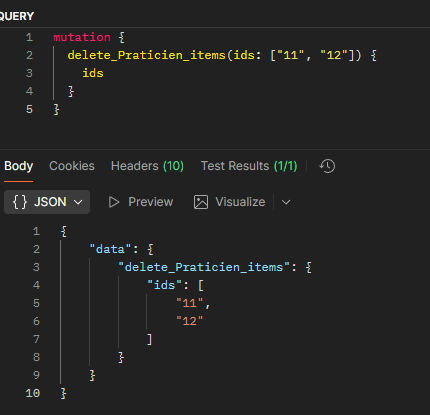 QUERY
1 mutation {
2 delete_Praticien_items(ids: ["11", "12"]) {
3 ids
4 }
5 }
Body Cookies Headers (10) Test Results (1/1)
{} JSON Preview Visualize
1 {
2 "data": {
3 "delete_Praticien_items": {
4 "ids": [
5 "11",
6 "12"
7 ]
8 }
9 }
10 }